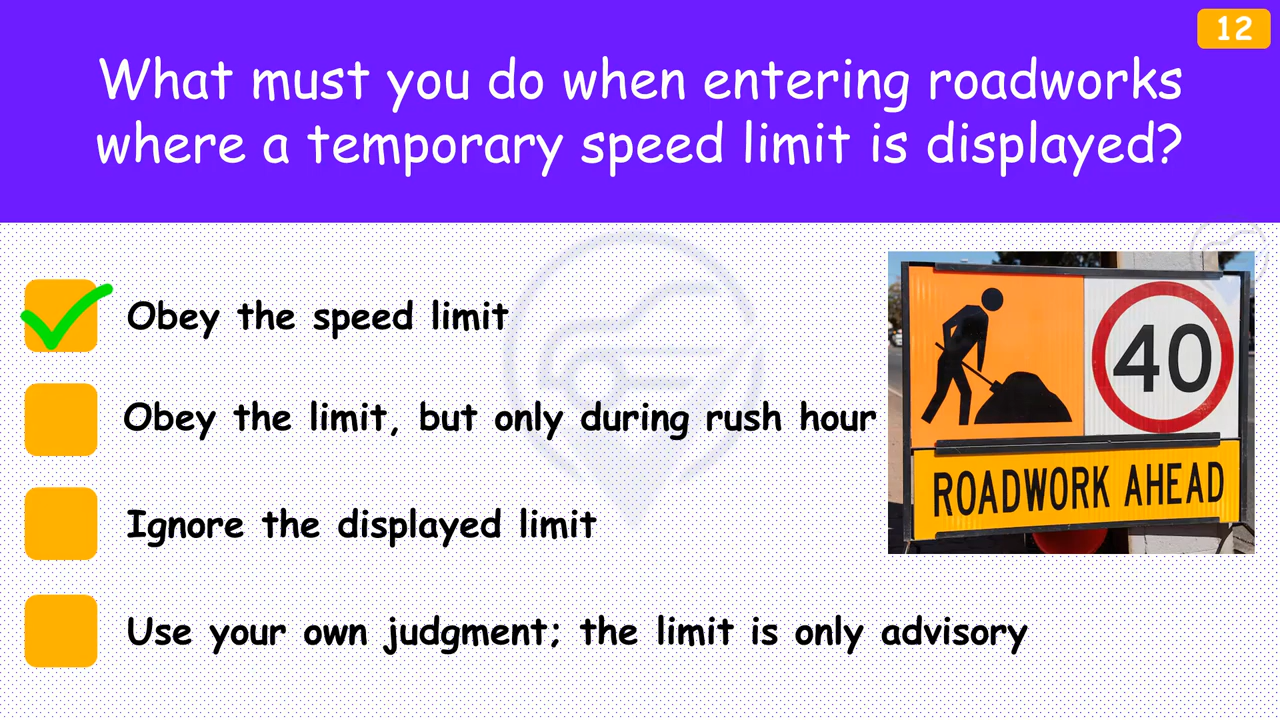 12
What must you do when entering roadworks
where a temporary speed limit is displayed?
Obey the speed limit
Obey the limit, but only during rush hour
Ignore the displayed limit
Use your own judgment; the limit is only advisory
40
ROADWORK AHEAD